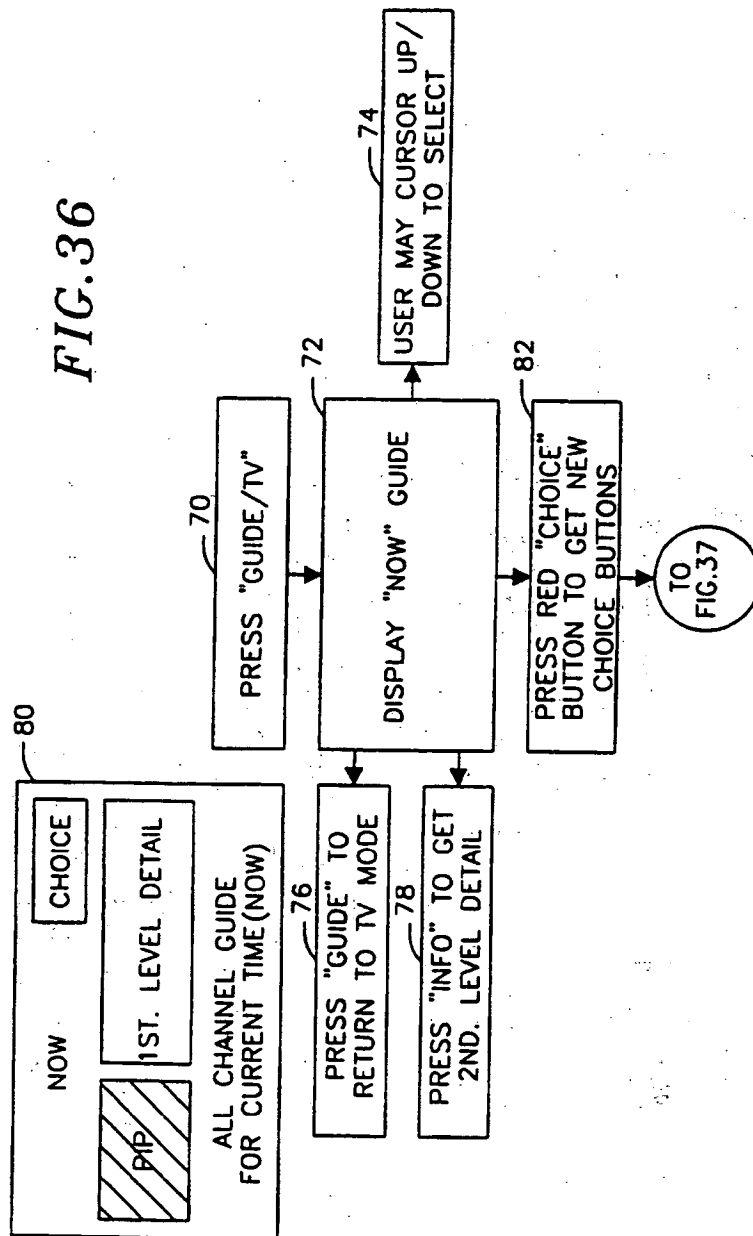 FIG.36
80
NOW
CHOICE
PIP
1ST. LEVEL DETAIL
ALL CHANNEL GUIDE
FOR CURRENT TIME(NOW)
70
PRESS "GUIDE/TV"
72
DISPLAY "NOW" GUIDE
74
USER MAY CURSOR UP/
DOWN TO SELECT
76
PRESS "GUIDE" TO
RETURN TO TV MODE
78
PRESS "INFO" TO GET
2ND. LEVEL DETAIL
82
PRESS RED "CHOICE"
BUTTON TO GET NEW
CHOICE BUTTONS
TO
FIG.37